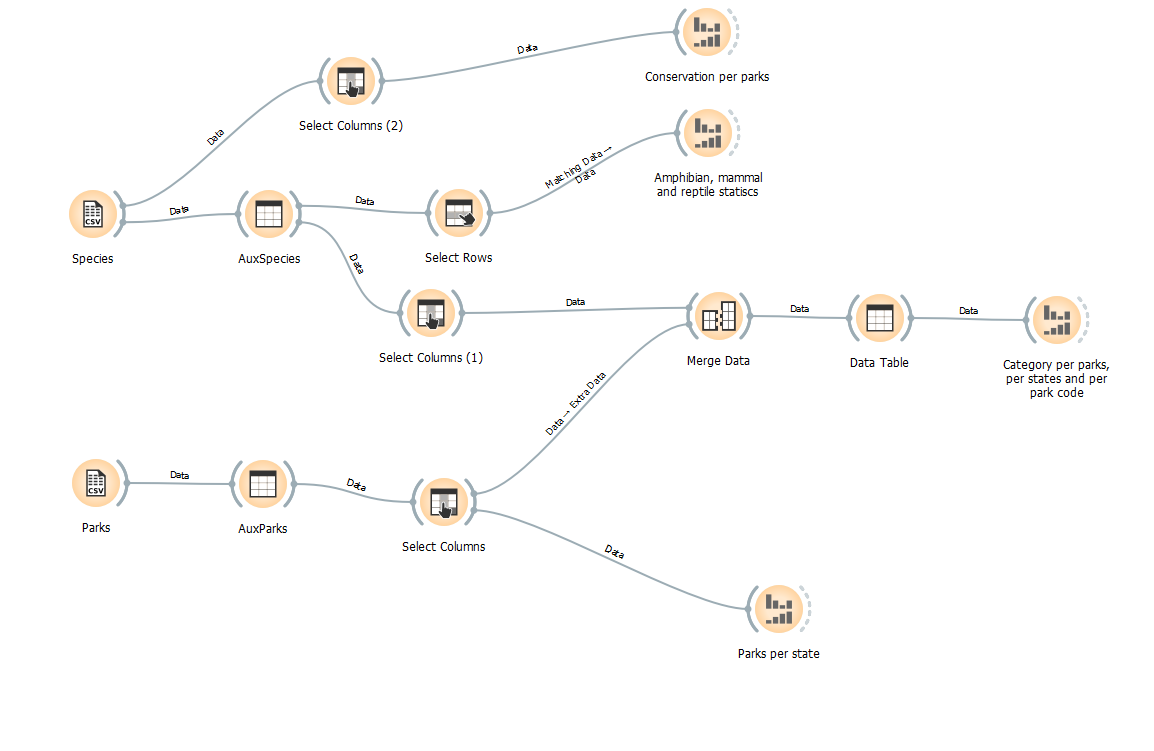 Data
Conservation per parks
Data
Select Columns (2)
Matching Data →
Data
Amphibian, mammal
and reptile statiscs
CSV
Data
Data
Species
AuxSpecies
Select Rows
Data
Data
Data
Data
Select Columns (1)
Merge Data
Data Table
Category per parks,
per states and per
park code
Data → Extra Data
CSV
Data
Data
Parks
AuxParks
Select Columns
Data
Parks per state